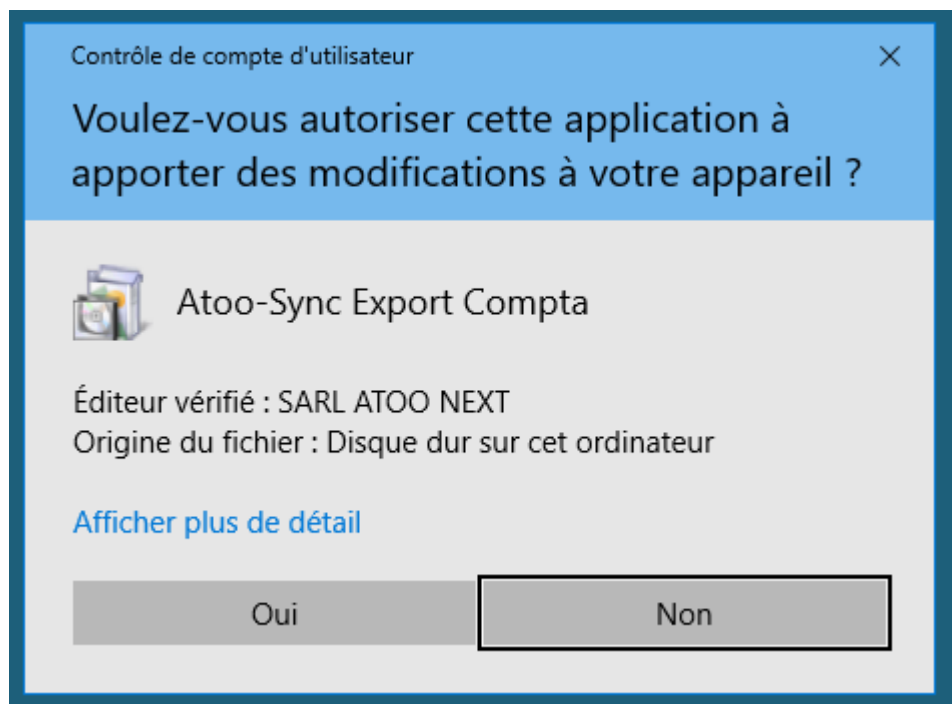 Contrôle de compte d'utilisateur
Voulez-vous autoriser cette application à
apporter des modifications à votre appareil ?
Atoo-Sync Export Compta
Éditeur vérifié : SARL ATOO NEXT
Origine du fichier : Disque dur sur cet ordinateur
Afficher plus de détail
Oui Non